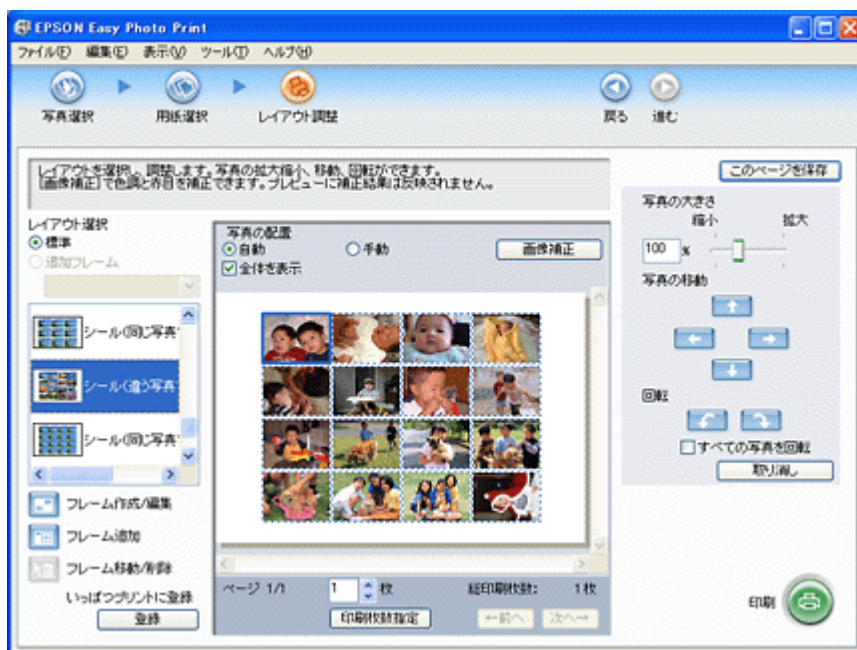 EPSON Easy Photo Print
ファイル(F) 編集(E) 表示(V) ツール(T) ヘルプ(H)
写真選択 用紙選択 レイアウト調整 戻る 進む
レイアウトを選択し、調整します。写真の拡大縮小、移動、回転ができます。
[画像補正]で色調と赤目を補正できます。プレビューに補正結果は反映されません。
このページを保存
レイアウト選択
標準
追加フレーム
シール(同じ写真
シール(違う写真
シール(同じ写真
フレーム作成/編集
フレーム追加
フレーム移動/削除
いっぱつプリントに登録
登録
写真の配置
自動 手動 画像補正
全体を表示
ページ 1/1 1 枚 総印刷枚数: 1 枚
印刷枚数指定 ←前へ 次へ→
写真の大きさ
縮小 拡大
100 %
写真の移動
回転
すべての写真を回転
取り消し
印刷